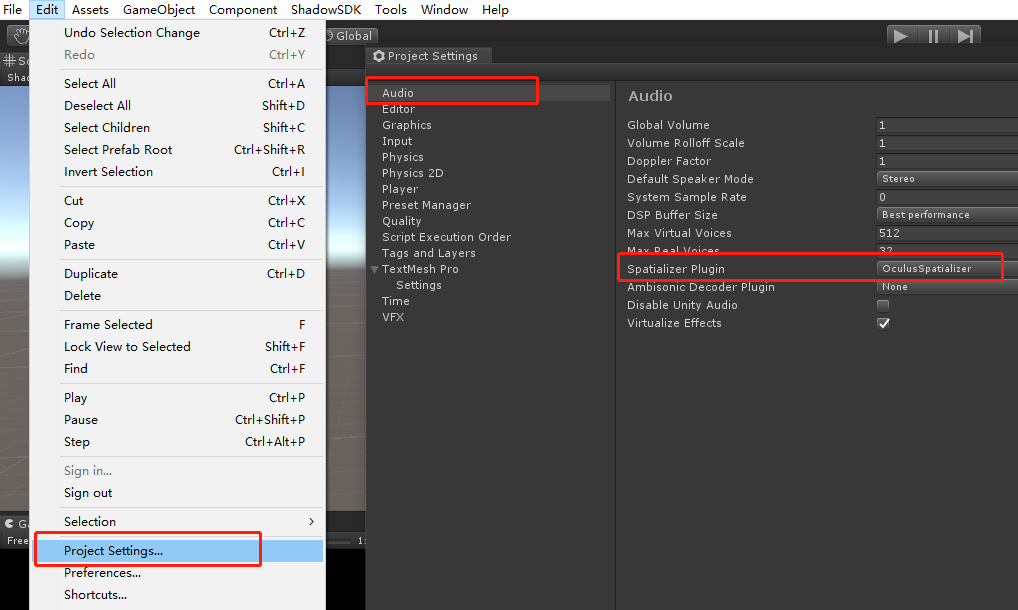 File Edit Assets GameObject Component ShadowSDK Tools Window Help
Undo Selection Change Ctrl+Z
Redo Ctrl+Y
Select All Ctrl+A
Deselect All Shift+D
Select Children Shift+C
Select Prefab Root Ctrl+Shift+R
Invert Selection Ctrl+I
Cut Ctrl+X
Copy Ctrl+C
Paste Ctrl+V
Duplicate Ctrl+D
Delete
Frame Selected F
Lock View to Selected Shift+F
Find Ctrl+F
Play Ctrl+P
Pause Ctrl+Shift+P
Step Ctrl+Alt+P
Sign in...
Sign out
Selection
Project Settings...
Preferences...
Shortcuts...
Global
Free
Project Settings
Audio
Editor
Graphics
Input
Physics
Physics 2D
Player
Preset Manager
Quality
Script Execution Order
Tags and Layers
TextMesh Pro
Settings
Time
VFX
Audio
Global Volume 1
Volume Rolloff Scale 1
Doppler Factor 1
Default Speaker Mode Stereo
System Sample Rate 0
DSP Buffer Size Best performance
Max Virtual Voices 512
Max Real Voices 32
Spatializer Plugin OculusSpatializer
Ambisonic Decoder Plugin None
Disable Unity Audio
Virtualize Effects